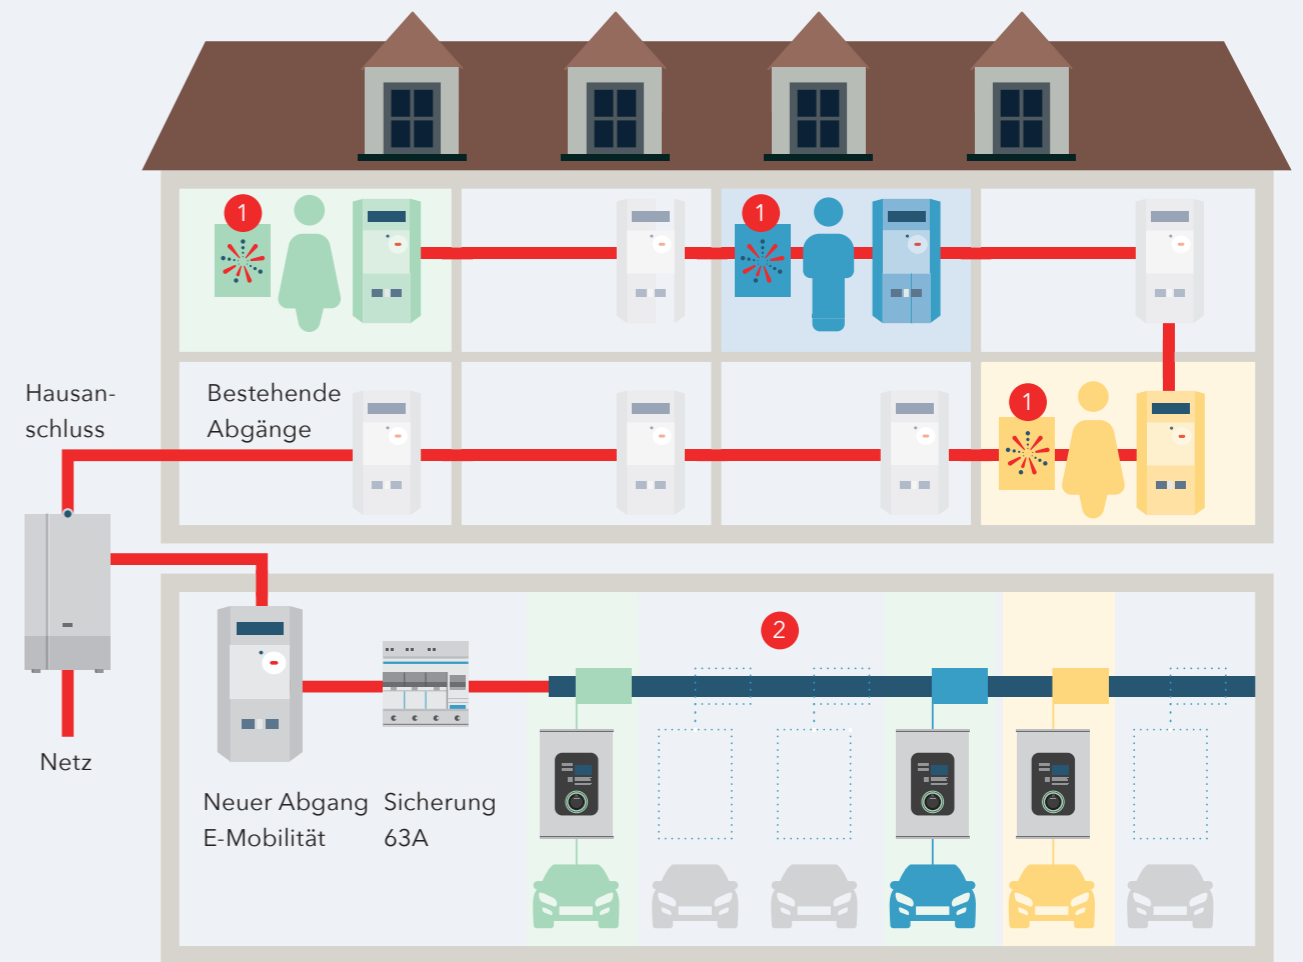 1
1
Hausan-
schluss
Bestehende
Abgänge
1
2
Netz
Neuer Abgang
E-Mobilität
Sicherung
63A